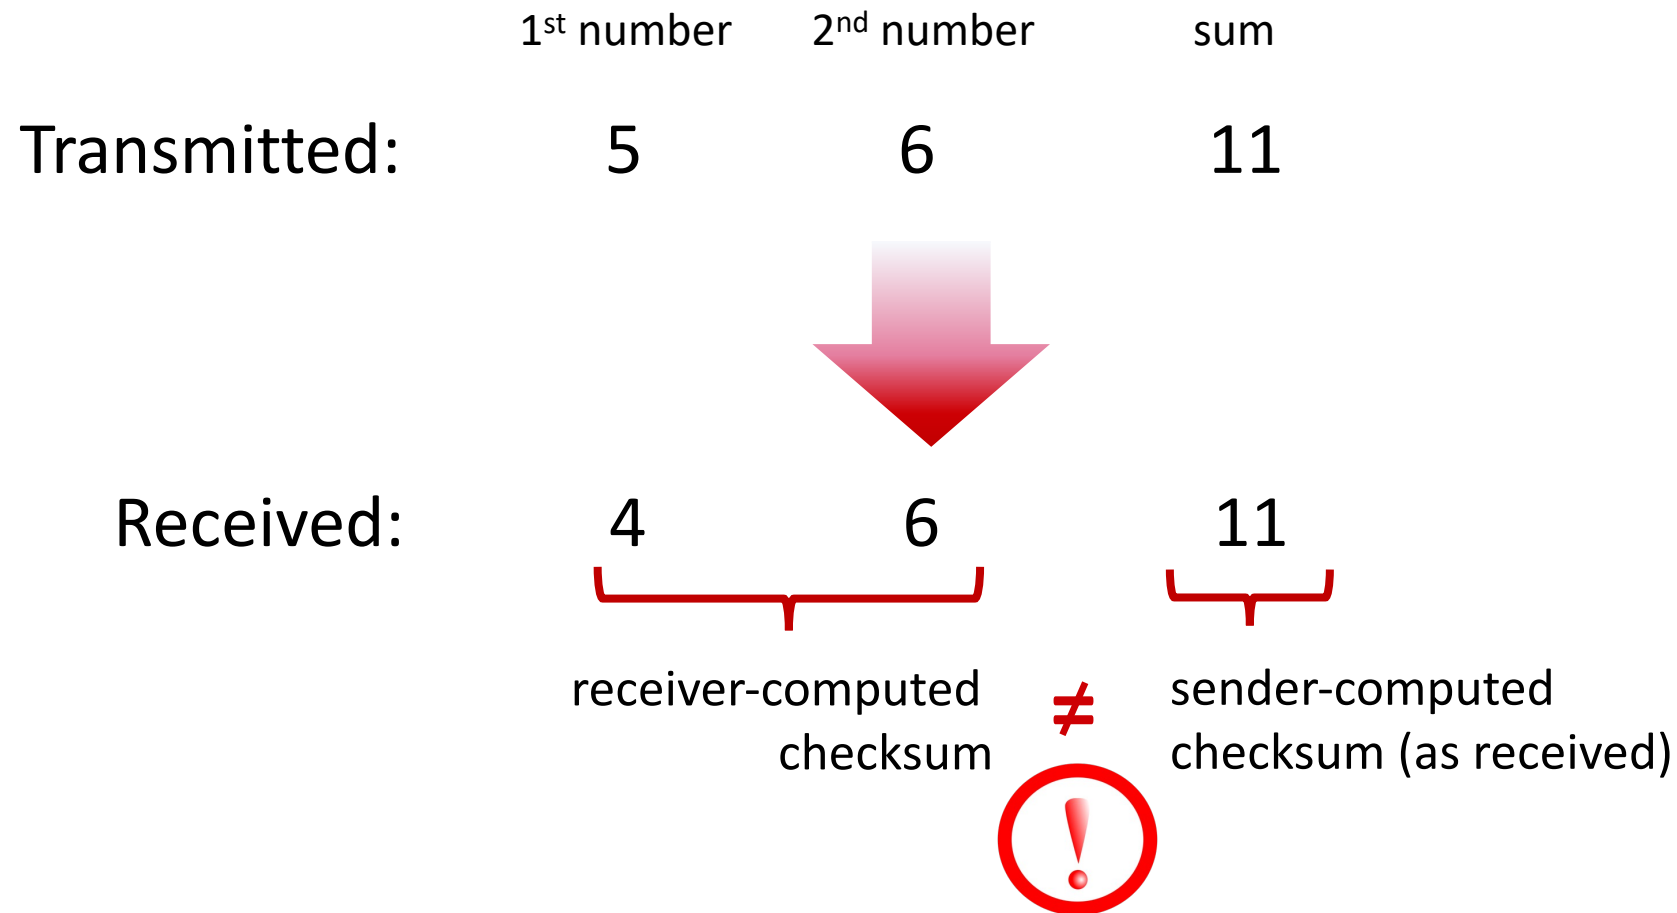 1st number 2nd number sum
Transmitted: 5 6 11
Received: 4 6 11
receiver-computed ≠ sender-computed
checksum checksum (as received)
!